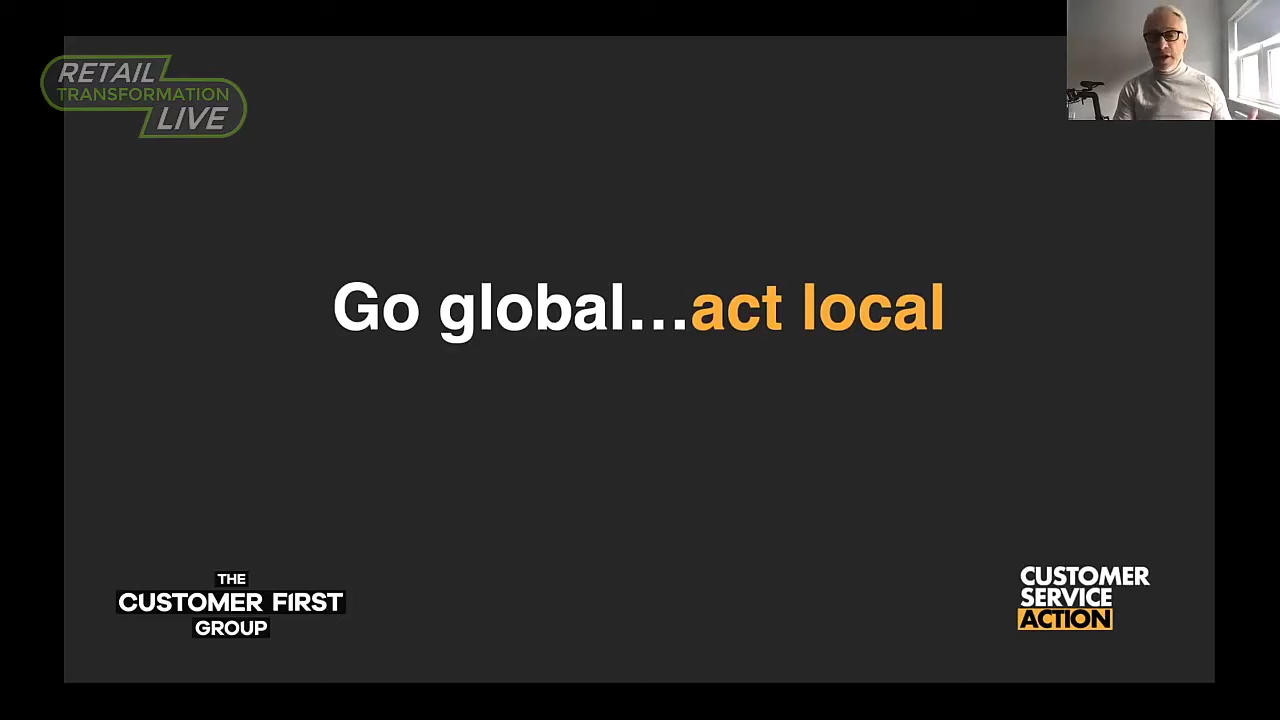 RETAIL
TRANSFORMATION
LIVE
Go global...act local
THE
CUSTOMER FIRST
GROUP
CUSTOMER
SERVICE
ACTION